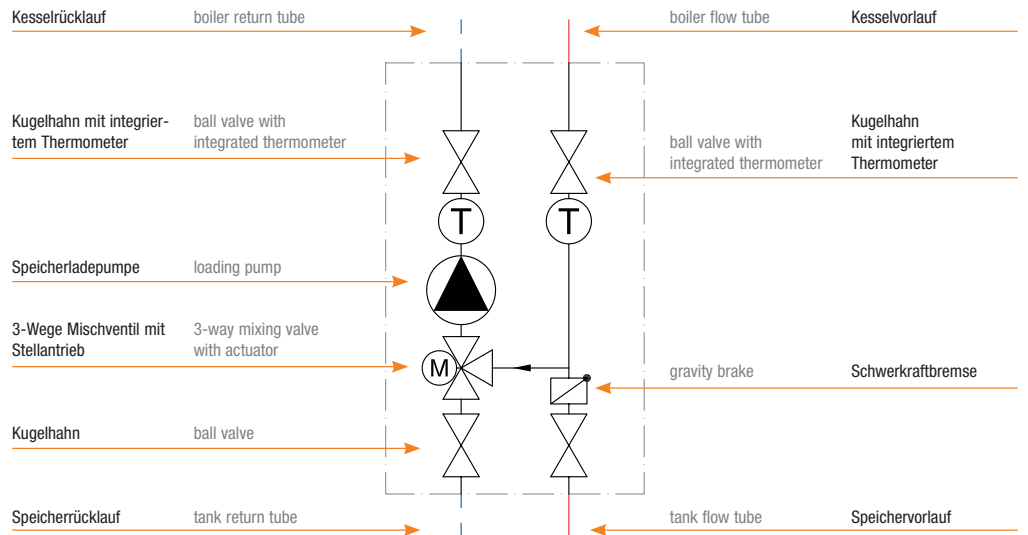 Kesselrücklauf boiler return tube
boiler flow tube Kesselvorlauf
Kugelhahn mit integrier-
tem Thermometer
ball valve with
integrated thermometer
ball valve with
integrated thermometer
Kugelhahn
mit integriertem
Thermometer
T
T
Speicherladepumpe loading pump
3-Wege Mischventil mit
Stellantrieb
3-way mixing valve
with actuator
M
gravity brake Schwerkraftbremse
Kugelhahn ball valve
Speicherrücklauf tank return tube
tank flow tube Speichervorlauf